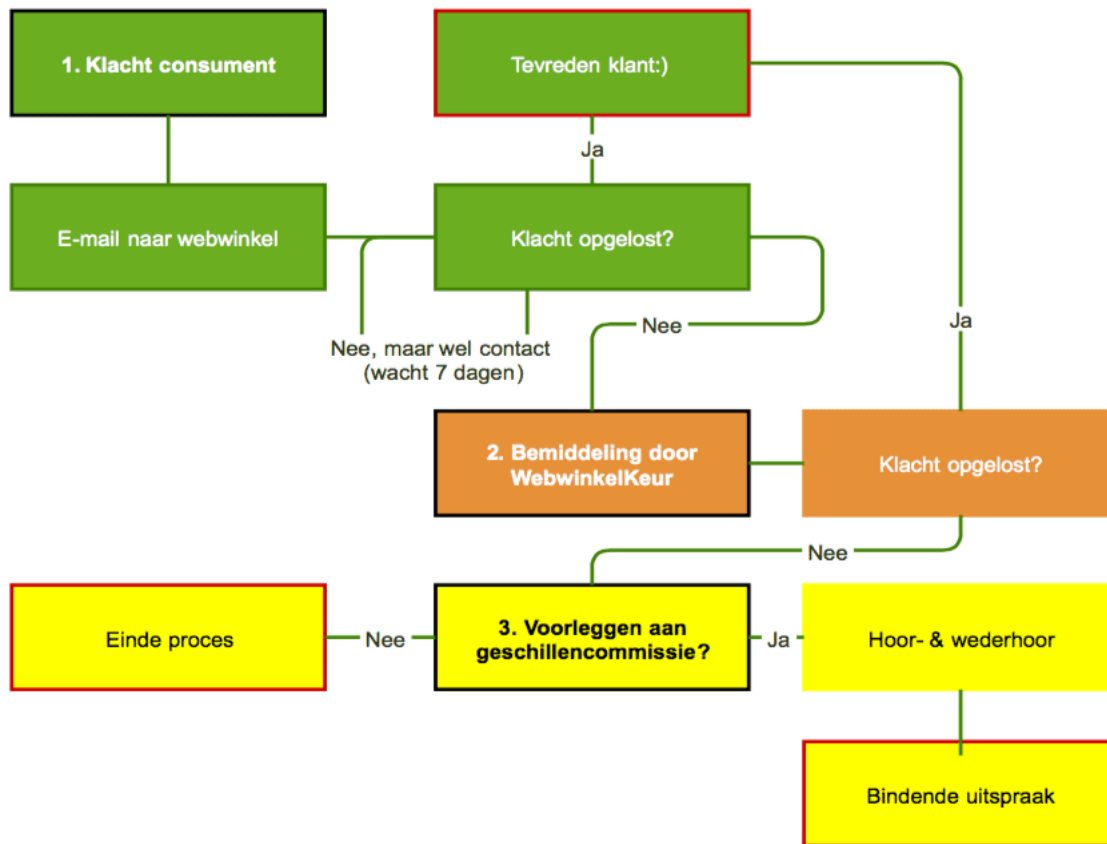 1. Klacht consument
Tevreden klant:)
Ja
E-mail naar webwinkel
Klacht opgelost?
Nee
Ja
Nee, maar wel contact
(wacht 7 dagen)
2. Bemiddeling door
WebwinkelKeur
Klacht opgelost?
Nee
Einde proces
Nee
3. Voorleggen aan
geschillencommissie?
Ja
Hoor- & wederhoor
Bindende uitspraak